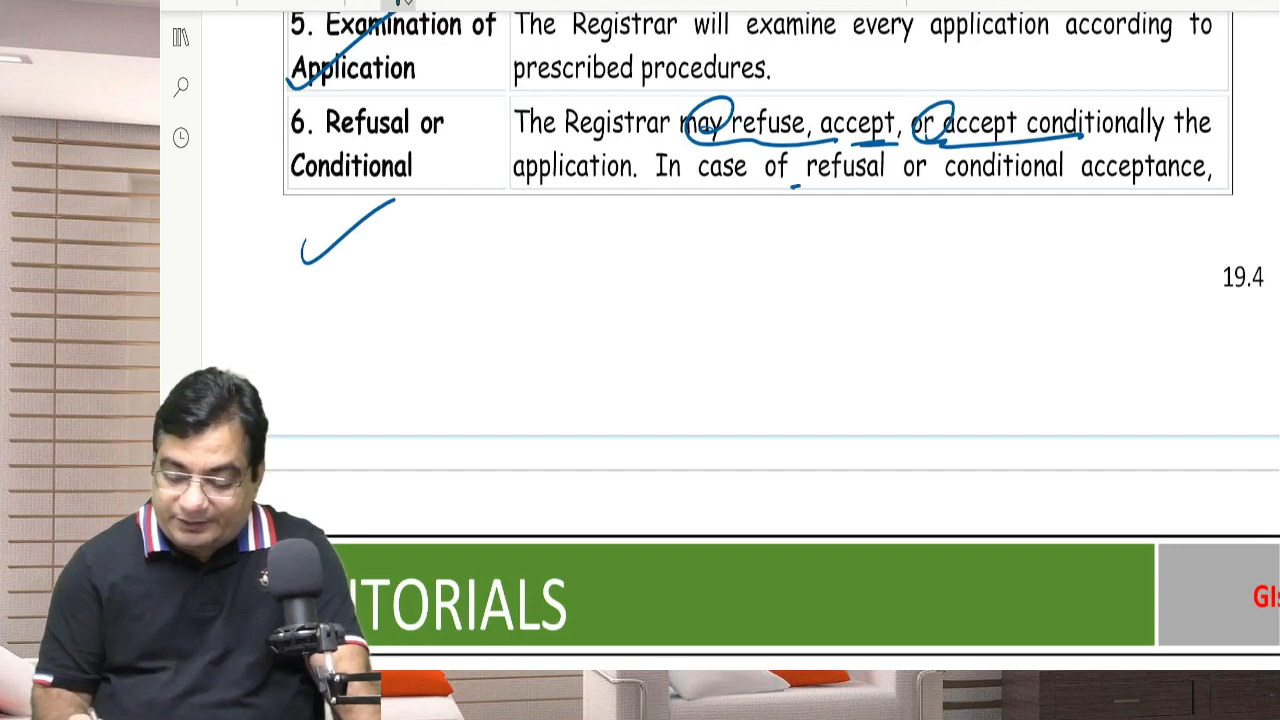 5. Examination of Application
The Registrar will examine every application according to
prescribed procedures.
6. Refusal or Conditional
The Registrar may refuse, accept, or accept conditionally the
application. In case of refusal or conditional acceptance,
19.4
TORIALS